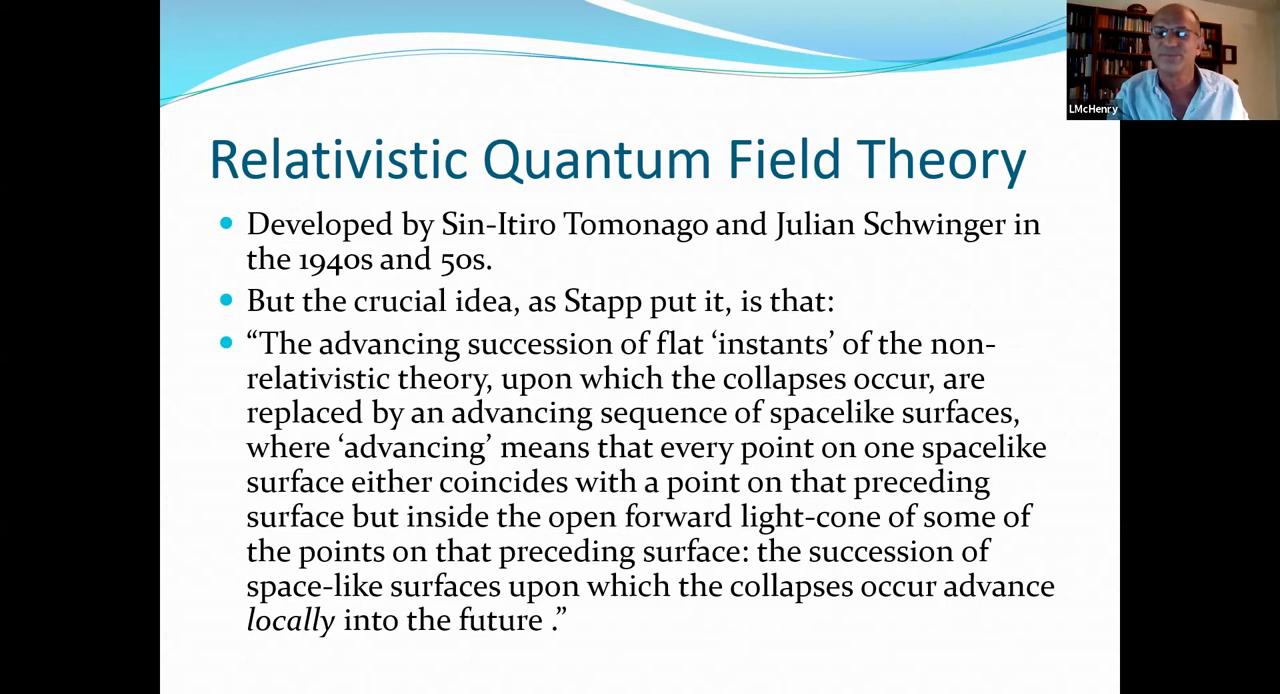 LMcHenry
Relativistic Quantum Field Theory
• Developed by Sin-Itiro Tomonago and Julian Schwinger in
the 1940s and 50s.
• But the crucial idea, as Stapp put it, is that:
• “The advancing succession of flat ‘instants’ of the non-
relativistic theory, upon which the collapses occur, are
replaced by an advancing sequence of spacelike surfaces,
where ‘advancing’ means that every point on one spacelike
surface either coincides with a point on that preceding
surface but inside the open forward light-cone of some of
the points on that preceding surface: the succession of
space-like surfaces upon which the collapses occur advance
locally into the future .”